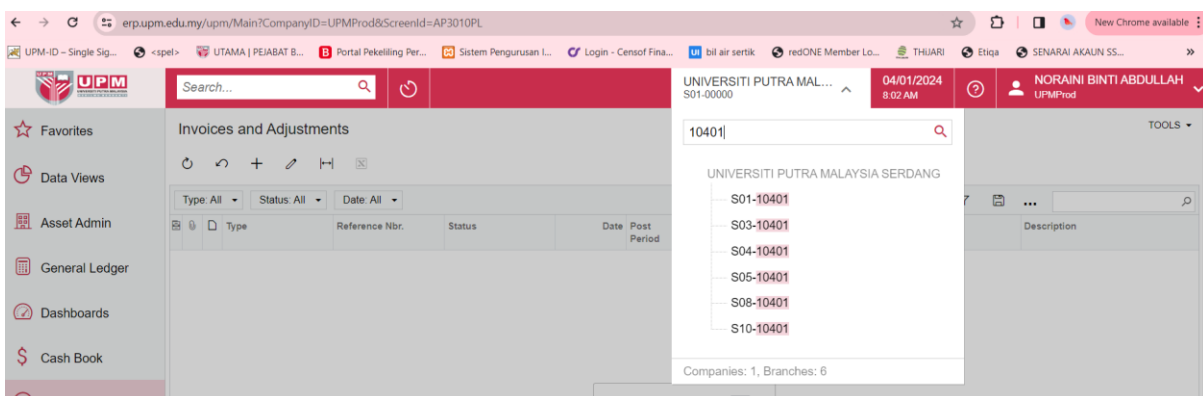 erp.upm.edu.my/upm/Main?CompanyID=UPMProd&ScreenId=AP3010PL
New Chrome available
UPM-ID – Single Sig...
<spel>
UTAMA | PEJABAT B...
Portal Pekeliling Per...
Sistem Pengurusan I...
Login - Censof Fina...
UI bil air sertik
redONE Member Lo...
THiJARI
Etiqa
SENARAI AKAUN SS...
»
UPM
Search...
UNIVERSITI PUTRA MAL...
S01-00000
04/01/2024
8:02 AM
NORAINI BINTI ABDULLAH
UPMProd
Favorites
Data Views
Asset Admin
General Ledger
Dashboards
Cash Book
Invoices and Adjustments
TOOLS
Type: All
Status: All
Date: All
Type
Reference Nbr.
Status
Date
Post Period
Description
10401
UNIVERSITI PUTRA MALAYSIA SERDANG
S01-10401
S03-10401
S04-10401
S05-10401
S08-10401
S10-10401
Companies: 1, Branches: 6